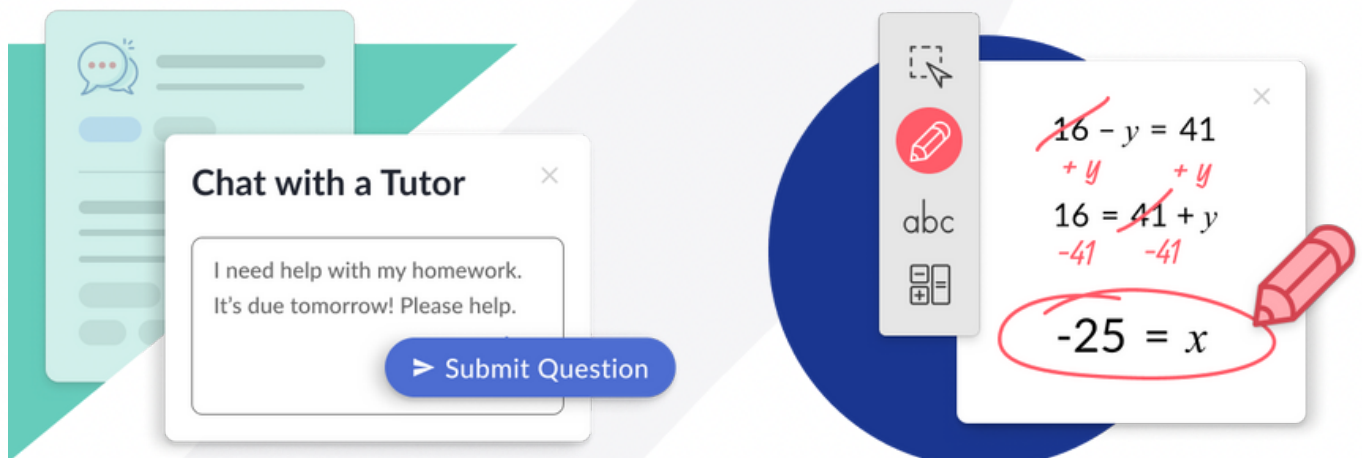 Chat with a Tutor
I need help with my homework.
It's due tomorrow! Please help.
Submit Question
abc
16 – y = 41
+ y + y
16 = 41 + y
-41 -41
-25 = x